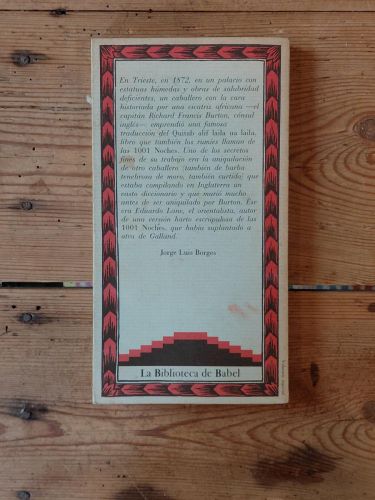 En Trieste, en 1872, en un palacio con
estatuas húmedas y obras de salubridad
deficientes, un caballero con la cara
historiada por una cicatriz africana —el
capitán Richard Francis Burton, cónsul
inglés— emprendió una famosa
traducción del Quitab alif laila ua laila,
libro que también los rumíes llaman de
las 1001 Noches. Uno de los secretos
fines de su trabajo era la aniquilación
de otro caballero (también de barba
tenebrosa de moro, también curtido) que
estaba compilando en Inglaterra un
vasto diccionario y que murió mucho
antes de ser aniquilado por Burton. Ése
era Eduardo Lane, el orientalista, autor
de una versión harto escrupulosa de las
1001 Noches, que había suplantado a
otra de Galland.
Jorge Luis Borges
La Biblioteca de Babel